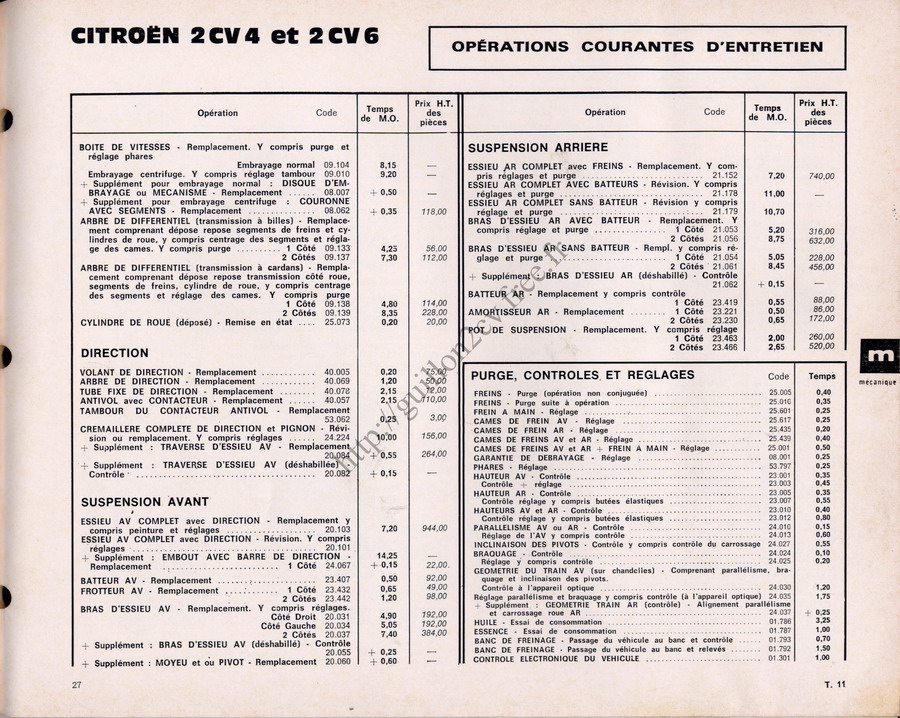 CITROËN 2CV4 et 2CV6
OPÉRATIONS COURANTES D'ENTRETIEN
Opération Code Temps de M.O. Prix H.T. des pièces
BOITE DE VITESSES - Remplacement. Y compris purge et
réglage phares
Embrayage normal 09.104 8,15 —
Embrayage centrifuge. Y compris réglage tambour 09.010 9,20 —
+ Supplément pour embrayage normal : DISQUE D'EM-
BRAYAGE ou MECANISME - Remplacement ...... 08.007 + 0,50 —
+ Supplément pour embrayage centrifuge : COURONNE
AVEC SEGMENTS - Remplacement ............ 08.062 + 0,35 118,00
ARBRE DE DIFFERENTIEL (transmission à billes) - Remplace-
ment comprenant dépose repose segments de freins et cy-
lindres de roue, y compris centrage des segments et régla-
ge des cames. Y compris purge ........ 1 Côté 09.133 4,25 56,00
2 Côtés 09.137 7,30 112,00
ARBRE DE DIFFERENTIEL (transmission à cardans) - Rempla-
cement comprenant dépose repose transmission côté roue,
segments de freins, cylindre de roue, y compris centrage
des segments et réglage des cames. Y compris purge
1 Côté 09.138 4,80 114,00
2 Côtés 09.139 8,35 228,00
CYLINDRE DE ROUE (déposé) - Remise en état .... 25.073 0,20 20,00
DIRECTION
VOLANT DE DIRECTION - Remplacement ............ 40.005 0,20 75,00
ARBRE DE DIRECTION - Remplacement ............ 40.069 1,20 50,00
TUBE FIXE DE DIRECTION - Remplacement ........ 40.072 2,15 12,00
ANTIVOL avec CONTACTEUR - Remplacement ...... 40.057 2,15 110,00
TAMBOUR DU CONTACTEUR ANTIVOL - Remplacement
53.062 0,25 3,00
CREMAILLERE COMPLETE DE DIRECTION et PIGNON - Révi-
sion ou remplacement. Y compris réglages ...... 24.224 10,00 156,00
+ Supplément : TRAVERSE D'ESSIEU AV - Remplacement
20.084 + 0,55 264,00
+ Supplément : TRAVERSE D'ESSIEU AV (déshabillée) -
Contrôle ................ 20.082 + 0,15 —
SUSPENSION AVANT
ESSIEU AV COMPLET avec DIRECTION - Remplacement y
compris peinture et réglages ................ 20.103 7,20 944,00
ESSIEU AV COMPLET avec DIRECTION - Révision. Y compris
réglages ................ 20.101
14,25 —
+ Supplément : EMBOUT AVEC BARRE DE DIRECTION -
Remplacement ................ 1 Côté 24.067 + 0,15 22,00
BATTEUR AV - Remplacement ................ 23.407 0,50 92,00
FROTTEUR AV - Remplacement ............ 1 Côté 23.432 0,65 49,00
2 Côtés 23.442 1,20 98,00
BRAS D'ESSIEU AV - Remplacement. Y compris réglages.
Côté Droit 20.031 4,90 192,00
Côté Gauche 20.034 5,05 192,00
2 Côtés 20.037 7,40 384,00
+ Supplément : BRAS D'ESSIEU AV (déshabillé) - Contrôle
20.055 + 0,25 —
+ Supplément : MOYEU et où PIVOT - Remplacement 20.060 + 0,60 —
27
Opération Code Temps de M.O. Prix H.T. des pièces
SUSPENSION ARRIERE
ESSIEU AR COMPLET avec FREINS - Remplacement. Y com-
pris réglages et purge ................ 21.152 7,20 740,00
ESSIEU AR COMPLET AVEC BATTEURS - Révision. Y compris
réglages et purge ................ 21.178 11,00 —
ESSIEU AR COMPLET SANS BATTEUR - Révision y compris
réglage et purge ................ 21.179 10,70
BRAS D'ESSIEU AR AVEC BATTEUR - Remplacement. Y
compris réglage et purge ................ 1 Côté 21.053 5,20 316,00
2 Côtés 21.056 8,75 632,00
BRAS D'ESSIEU AR SANS BATTEUR - Rempl. y compris ré-
glage et purge ................ 1 Côté 21.054 5,05 228,00
2 Côtés 21.061 8,45 456,00
+ Supplément : BRAS D'ESSIEU AR (déshabillé) - Contrôle
21.062 + 0,15 —
BATTEUR AR - Remplacement y compris contrôle
1 Côté 23.419 0,55 88,00
AMORTISSEUR AR - Remplacement .......... 1 Côté 23.221 0,50 86,00
2 Côtés 23.230 0,65 172,00
POT DE SUSPENSION - Remplacement. Y compris réglage
1 Côté 23.463 2,00 260,00
2 Côtés 23.466 2,65 520,00
PURGE, CONTROLES ET REGLAGES Code Temps
FREINS - Purge (opération non conjuguée) ................ 25.005 0,40
FREINS - Purge suite à opération ................ 25.010 0,35
FREIN A MAIN - Réglage ................ 25.601 0,25
CAMES DE FREIN AV - Réglage ................ 25.617 0,25
CAMES DE FREIN AR - Réglage ................ 25.435 0,20
CAMES DE FREINS AV et AR - Réglage ................ 25.439 0,40
CAMES DE FREINS AV et AR + FREIN A MAIN - Réglage .......... 25.001 0,50
GARANTIE DE DEBRAYAGE - Réglage ................ 08.001 0,25
PHARES - Réglage ................ 53.797 0,25
HAUTEUR AV - Contrôle ................ 23.001 0,35
Contrôle + réglage ................ 23.003 0,45
HAUTEUR AR - Contrôle ................ 23.005 0,35
Contrôle réglage y compris butées élastiques ................ 23.007 0,55
HAUTEURS AV et AR - Contrôle ................ 23.010 0,40
Contrôle réglage y compris butées élastiques ................ 23.012 0,80
PARALLELISME AV ou AR - Contrôle ................ 24.010 0,15
Réglage de l'AV y compris contrôle ................ 24.013 0,60
INCLINAISON DES PIVOTS - Contrôle y compris contrôle du carrossage 24.027 0,55
BRAQUAGE - Contrôle ................ 24.024 0,10
Réglage y compris contrôle ................ 24.025 0,20
GEOMETRIE DU TRAIN AV (sur chandelles) - Comprenant parallélisme, bra-
quage et inclinaison des pivots.
Contrôle à l'appareil optique ................ 24.030 1,20
Réglage parallélisme et braquage y compris contrôle (à l'appareil optique) 24.035 1,75
+ Supplément : GEOMETRIE TRAIN AR (contrôle) - Alignement parallélisme
et carrossage roue AR ................ 24.037 + 0,25
HUILE - Essai de consommation ................ 01.786 3,25
ESSENCE - Essai de consommation ................ 01.787 1,00
BANC DE FREINAGE - Passage du véhicule au banc et contrôle .... 01.793 0,70
BANC DE FREINAGE - Passage du véhicule au banc et relevés ...... 01.792 1,50
CONTROLE ELECTRONIQUE DU VEHICULE ................ 01.301 1,00
T. 11
m
mécanique
http://guillon2cv.free.fr